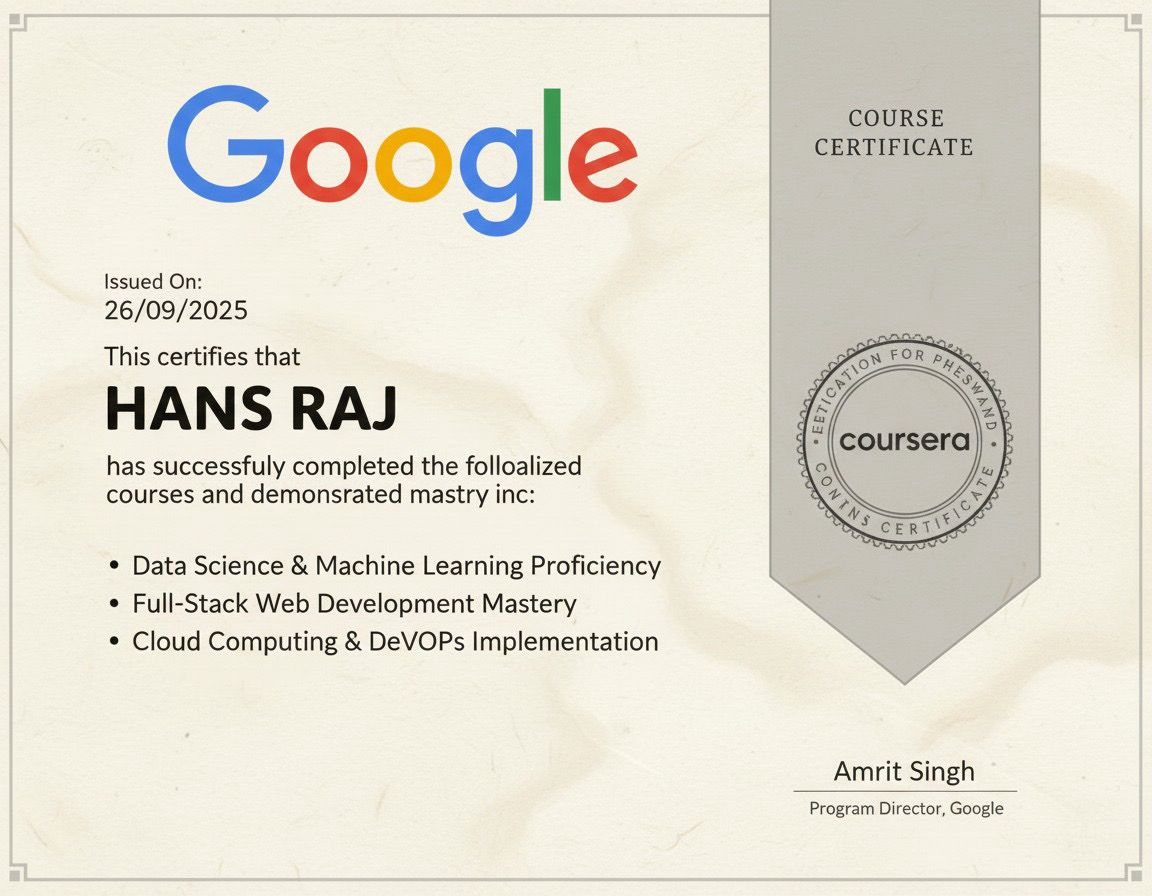 Google
COURSE
CERTIFICATE
Issued On:
26/09/2025
This certifies that
HANS RAJ
has successfuly completed the folloalized
courses and demonsrated mastry inc:
• Data Science & Machine Learning Proficiency
• Full-Stack Web Development Mastery
• Cloud Computing & DeVOPs Implementation
EETICATION FOR PHESWAND
coursera
CONTNS CERTIFICATE
Amrit Singh
Program Director, Google